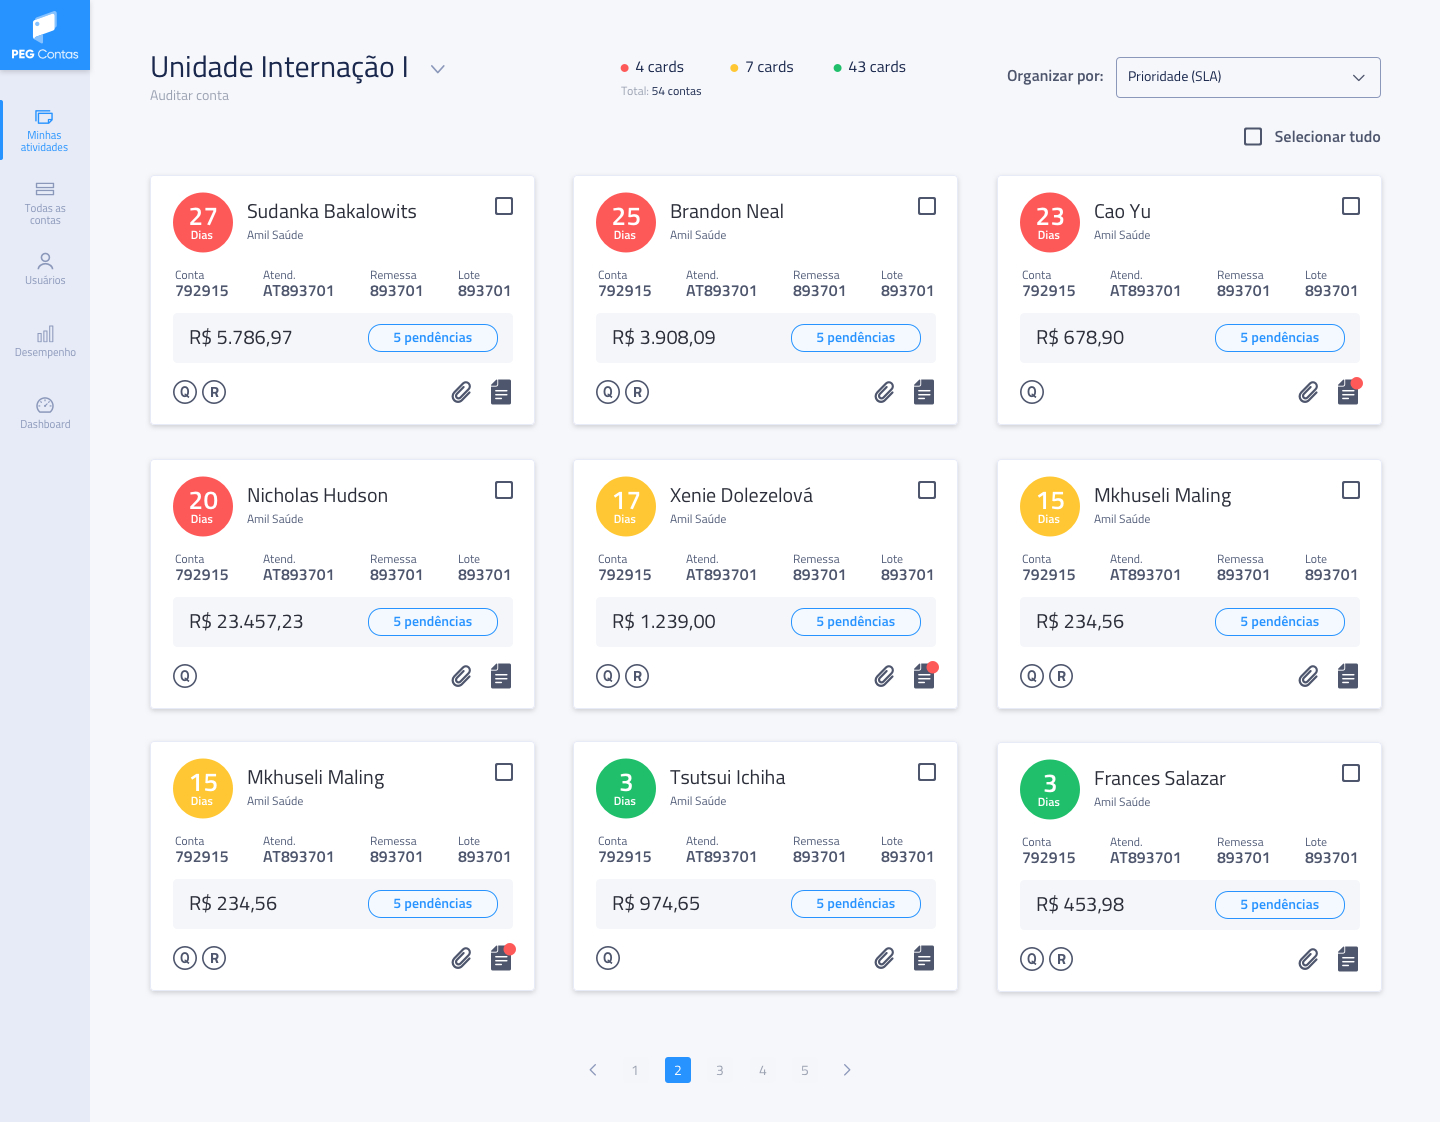 PEG Contas
Minhas
atividades
Todas as
contas
Usuários
Desempenho
Dashboard
Unidade Internação I
Auditar conta
4 cards 7 cards 43 cards
Total: 54 contas
Organizar por: Prioridade (SLA)
Selecionar tudo
27
Dias
Sudanka Bakalowits
Amil Saúde
Conta Atend. Remessa Lote
792915 AT893701 893701 893701
R$ 5.786,97 5 pendências
Q R
25
Dias
Brandon Neal
Amil Saúde
Conta Atend. Remessa Lote
792915 AT893701 893701 893701
R$ 3.908,09 5 pendências
Q R
23
Dias
Cao Yu
Amil Saúde
Conta Atend. Remessa Lote
792915 AT893701 893701 893701
R$ 678,90 5 pendências
Q
20
Dias
Nicholas Hudson
Amil Saúde
Conta Atend. Remessa Lote
792915 AT893701 893701 893701
R$ 23.457,23 5 pendências
Q
17
Dias
Xenie Dolezelová
Amil Saúde
Conta Atend. Remessa Lote
792915 AT893701 893701 893701
R$ 1.239,00 5 pendências
Q R
15
Dias
Mkhuseli Maling
Amil Saúde
Conta Atend. Remessa Lote
792915 AT893701 893701 893701
R$ 234,56 5 pendências
Q R
15
Dias
Mkhuseli Maling
Amil Saúde
Conta Atend. Remessa Lote
792915 AT893701 893701 893701
R$ 234,56 5 pendências
Q R
3
Dias
Tsutsui Ichiha
Amil Saúde
Conta Atend. Remessa Lote
792915 AT893701 893701 893701
R$ 974,65 5 pendências
Q
3
Dias
Frances Salazar
Amil Saúde
Conta Atend. Remessa Lote
792915 AT893701 893701 893701
R$ 453,98 5 pendências
Q R
1 2 3 4 5